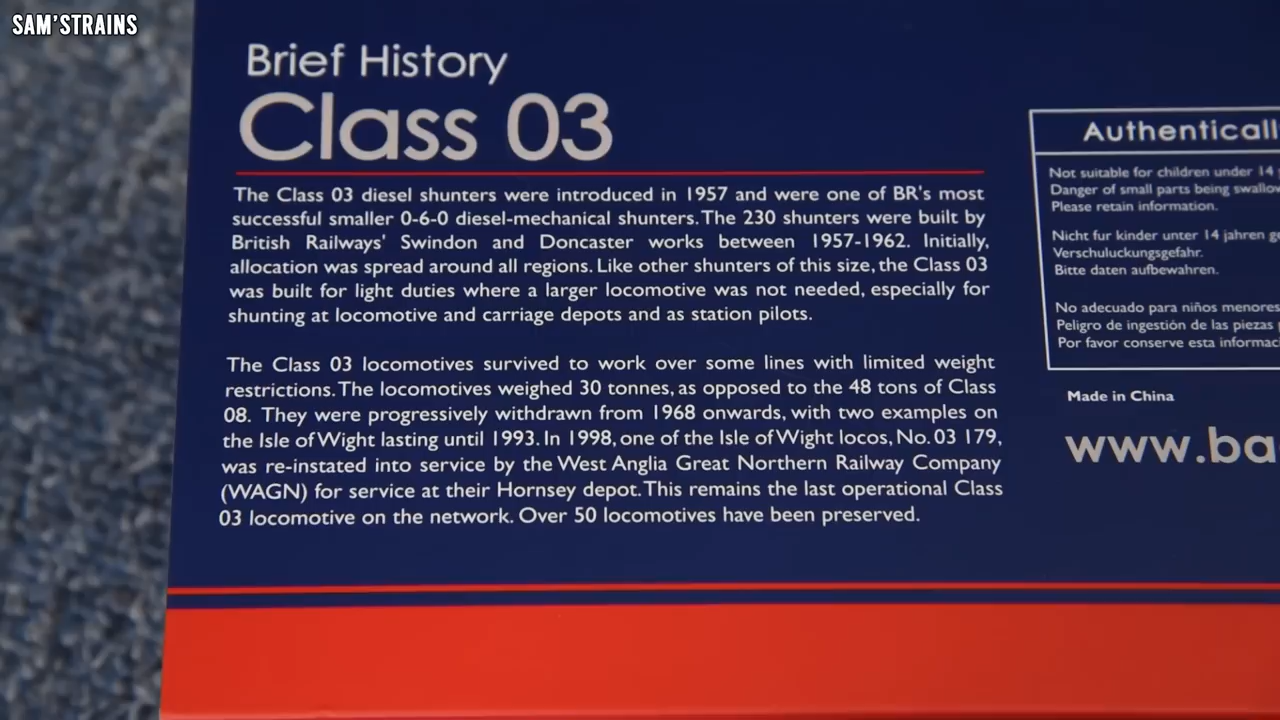 SAM'STRAINS
Brief History
Class 03
The Class 03 diesel shunters were introduced in 1957 and were one of BR's most
successful smaller 0-6-0 diesel-mechanical shunters. The 230 shunters were built by
British Railways' Swindon and Doncaster works between 1957-1962. Initially,
allocation was spread around all regions. Like other shunters of this size, the Class 03
was built for light duties where a larger locomotive was not needed, especially for
shunting at locomotive and carriage depots and as station pilots.
The Class 03 locomotives survived to work over some lines with limited weight
restrictions. The locomotives weighed 30 tonnes, as opposed to the 48 tons of Class
08. They were progressively withdrawn from 1968 onwards, with two examples on
the Isle of Wight lasting until 1993. In 1998, one of the Isle of Wight locos, No. 03 179,
was re-instated into service by the West Anglia Great Northern Railway Company
(WAGN) for service at their Hornsey depot. This remains the last operational Class
03 locomotive on the network. Over 50 locomotives have been preserved.
Authenticall
Not suitable for children under 14
Danger of small parts being swallow
Please retain information.
Nicht fur kinder unter 14 jahren ge
Verschuluckungsgefahr.
Bitte daten aufbewahren.
No adecuado para niños menores
Peligro de ingestión de las piezas
Por favor conserve esta informac
Made in China
www.ba